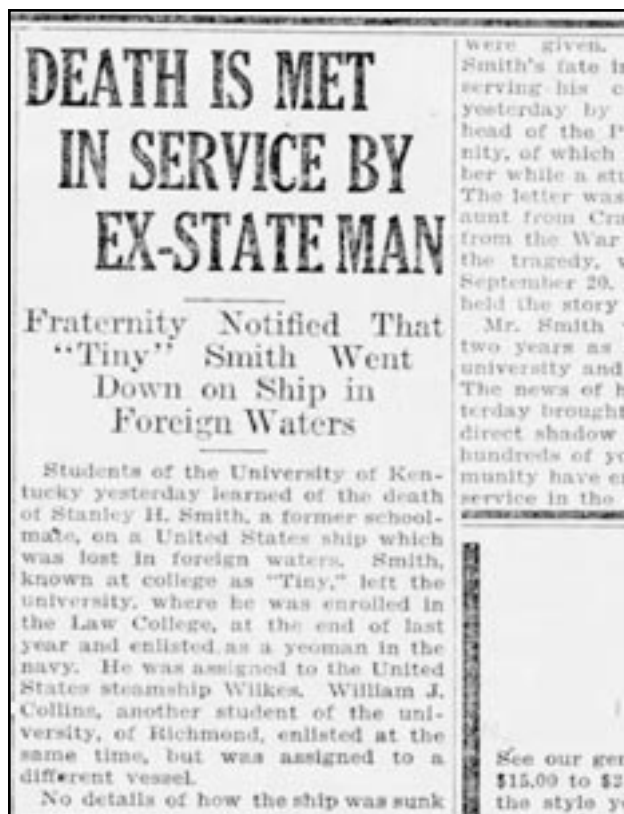 DEATH IS MET
IN SERVICE BY
EX-STATE MAN
Fraternity Notified That
"Tiny" Smith Went
Down on Ship in
Foreign Waters
Students of the University of Ken-
tucky yesterday learned of the death
of Stanley H. Smith, a former school-
mate, on a United States ship which
was lost in foreign waters. Smith,
known at college as "Tiny," left the
university, where he was enrolled in
the Law College, at the end of last
year and enlisted as a yeoman in the
navy. He was assigned to the United
States steamship Wilkes. William J.
Collins, another student of the uni-
versity, of Richmond, enlisted at the
same time, but was assigned to a
different vessel.
No details of how the ship was sunk
were given.
Smith's fate
serving his
yesterday by
head of the
nity, of which
ber while a
The letter was
aunt from
from the War
the tragedy,
September 20.
held the story
Mr. Smith
two years as
university and
The news of
terday brought
direct shadow
hundreds of
munity have
service in the
See our
$15.00 to
the style